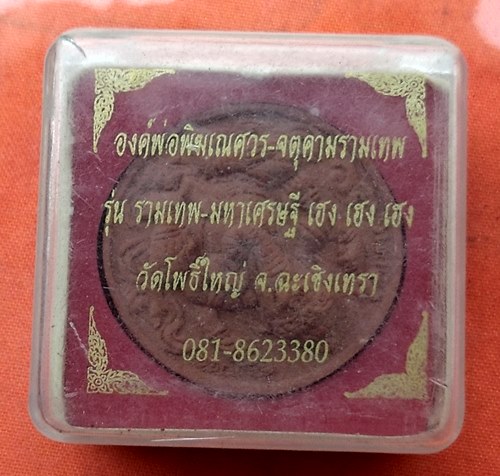 องค์พ่อพิฆเณศวร-จตุคามรามเทพ
รุ่น รามเทพ-มหาเศรษฐี เฮง เฮง เฮง
วัดโพธิ์ใหญ่ จ.ฉะเชิงเทรา
081-8623380